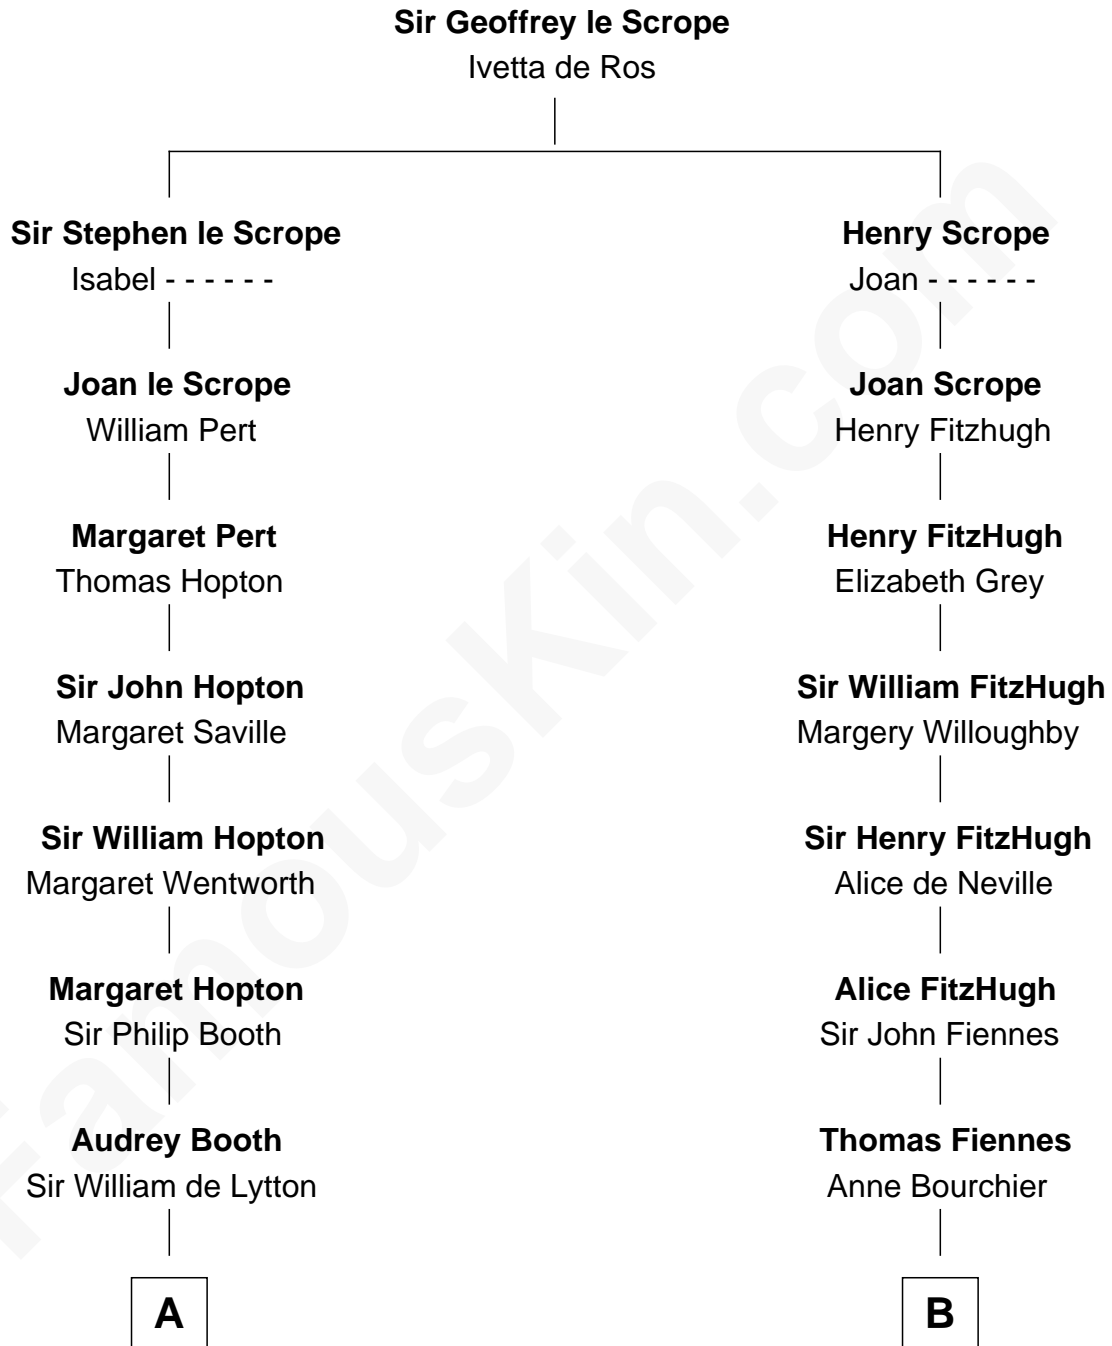 Sir Geoffrey le Scrope
Ivetta de Ros
Sir Stephen le Scrope
Isabel - - - - - -
Henry Scrope
Joan - - - - - -
Joan le Scrope
William Pert
Joan Scrope
Henry Fitzhugh
Margaret Pert
Thomas Hopton
Henry FitzHugh
Elizabeth Grey
Sir John Hopton
Margaret Saville
Sir William FitzHugh
Margery Willoughby
Sir William Hopton
Margaret Wentworth
Sir Henry FitzHugh
Alice de Neville
Margaret Hopton
Sir Philip Booth
Alice FitzHugh
Sir John Fiennes
Audrey Booth
Sir William de Lytton
Thomas Fiennes
Anne Bourchier
A
B
FamousKin.com